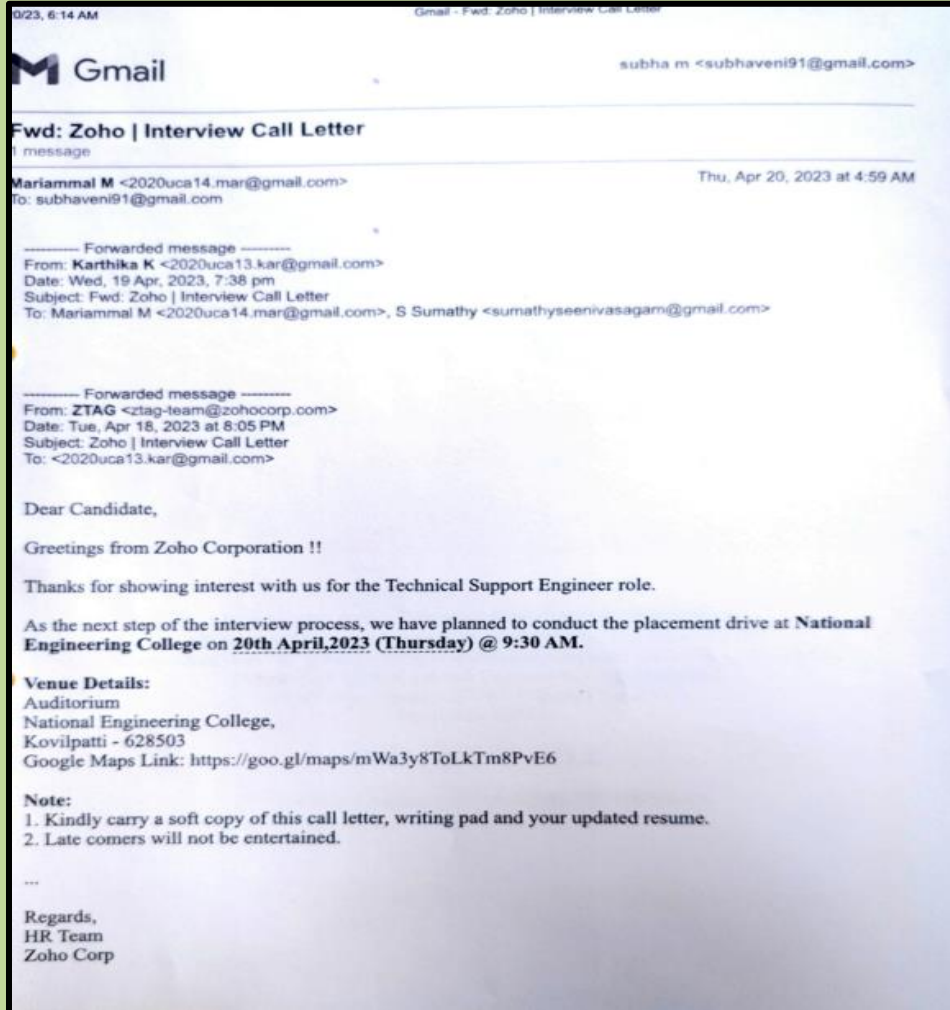 0/23, 6:14 AM Gmail - Fwd: Zoho | Interview Call Letter
Gmail subha m <subhaveni91@gmail.com>
Fwd: Zoho | Interview Call Letter
1 message
Mariammal M <2020uca14.mar@gmail.com> Thu, Apr 20, 2023 at 4:59 AM
To: subhaveni91@gmail.com
---------- Forwarded message ---------
From: Karthika K <2020uca13.kar@gmail.com>
Date: Wed, 19 Apr, 2023, 7:38 pm
Subject: Fwd: Zoho | Interview Call Letter
To: Mariammal M <2020uca14.mar@gmail.com>, S Sumathy <sumathyseenivasagam@gmail.com>
---------- Forwarded message ---------
From: ZTAG <ztag-team@zohocorp.com>
Date: Tue, Apr 18, 2023 at 8:05 PM
Subject: Zoho | Interview Call Letter
To: <2020uca13.kar@gmail.com>
Dear Candidate,
Greetings from Zoho Corporation !!
Thanks for showing interest with us for the Technical Support Engineer role.
As the next step of the interview process, we have planned to conduct the placement drive at National
Engineering College on 20th April,2023 (Thursday) @ 9:30 AM.
Venue Details:
Auditorium
National Engineering College,
Kovilpatti - 628503
Google Maps Link: https://goo.gl/maps/mWa3y8ToLkTm8PvE6
Note:
1. Kindly carry a soft copy of this call letter, writing pad and your updated resume.
2. Late comers will not be entertained.
...
Regards,
HR Team
Zoho Corp